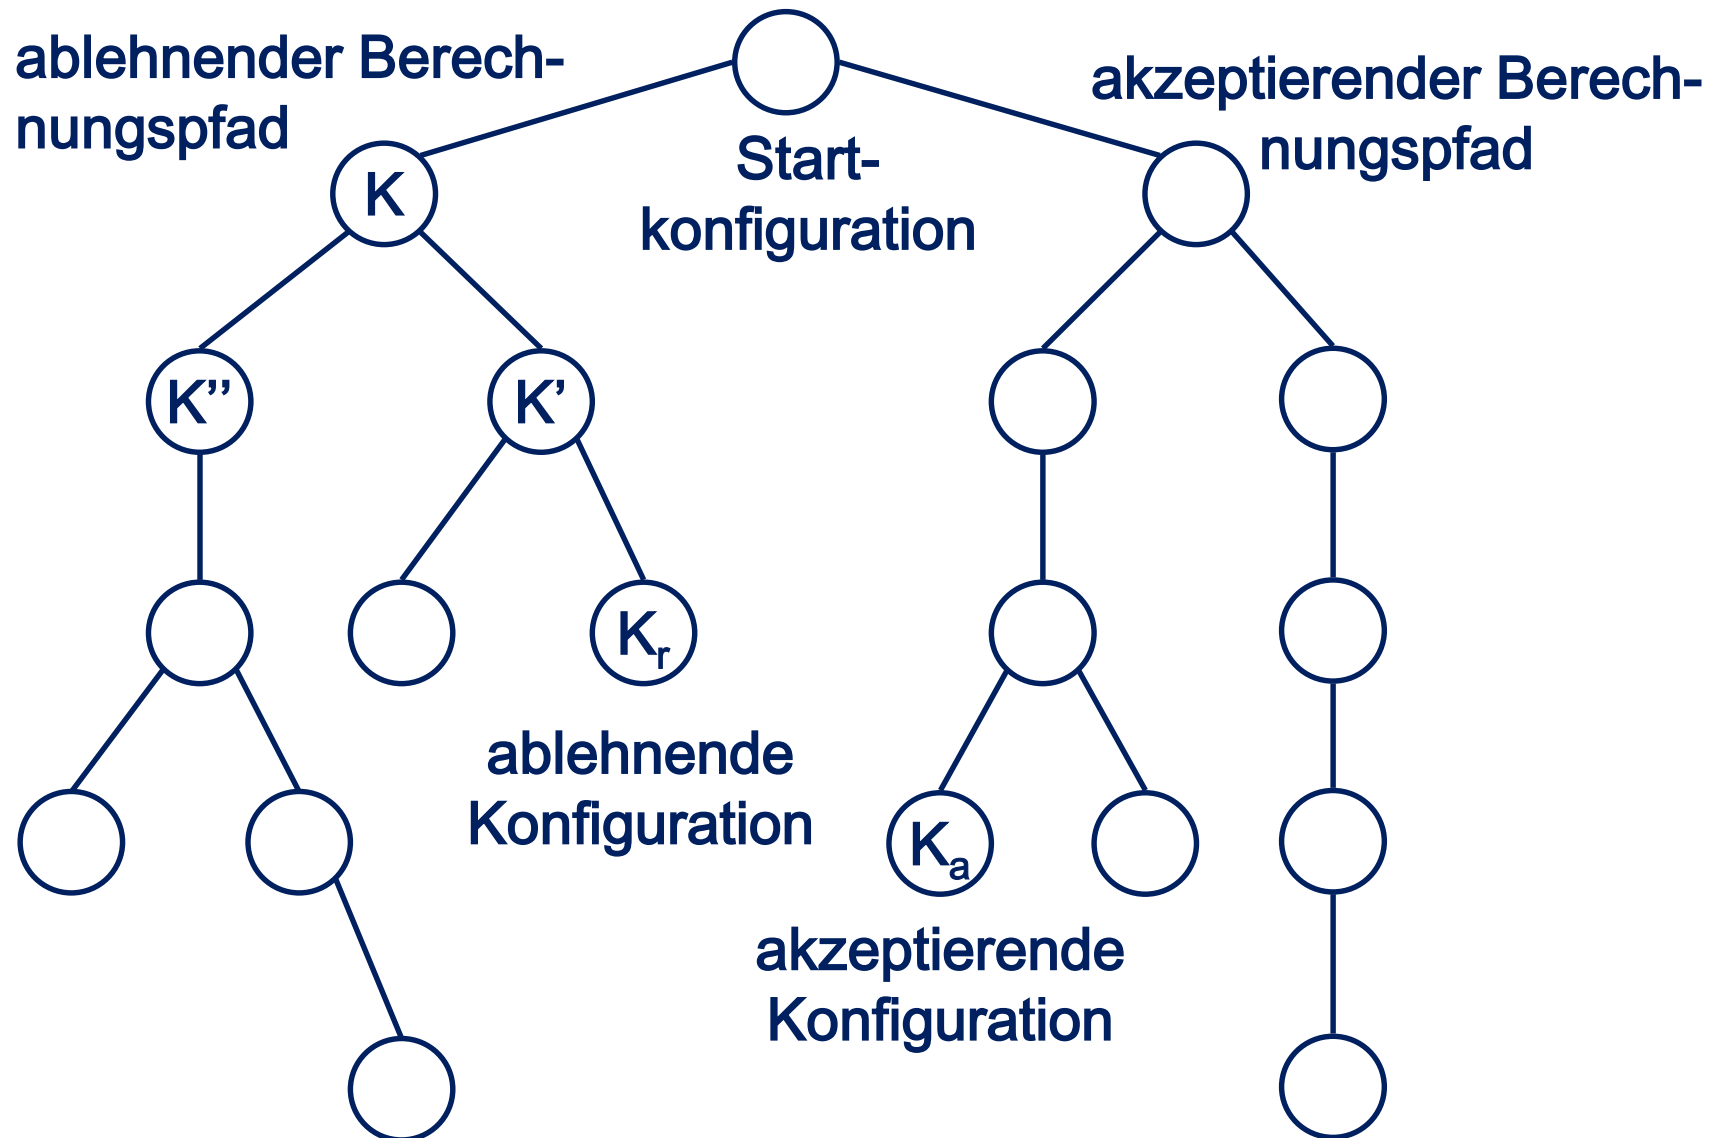 ablehnender Berech-
nungspfad
akzeptierender Berech-
nungspfad
Start-
konfiguration
K
K’’
K’
Kr
ablehnende
Konfiguration
Ka
akzeptierende
Konfiguration